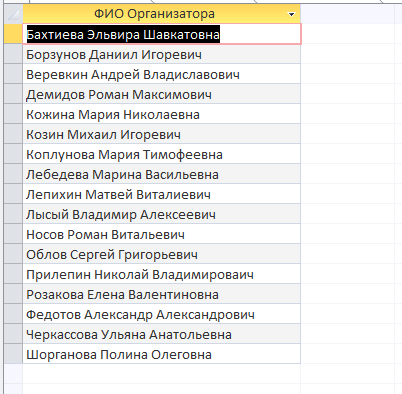 ФИО Организатора
Бахтиева Эльвира Шавкатовна
Борзунов Даниил Игоревич
Веревкин Андрей Владиславович
Демидов Роман Максимович
Кожина Мария Николаевна
Козин Михаил Игоревич
Коплунова Мария Тимофеевна
Лебедева Марина Васильевна
Лепихин Матвей Виталиевич
Лысый Владимир Алексеевич
Носов Роман Витальевич
Облов Сергей Григорьевич
Прилепин Николай Владимироваич
Розакова Елена Валентиновна
Федотов Александр Александрович
Черкассова Ульяна Анатольевна
Шорганова Полина Олеговна